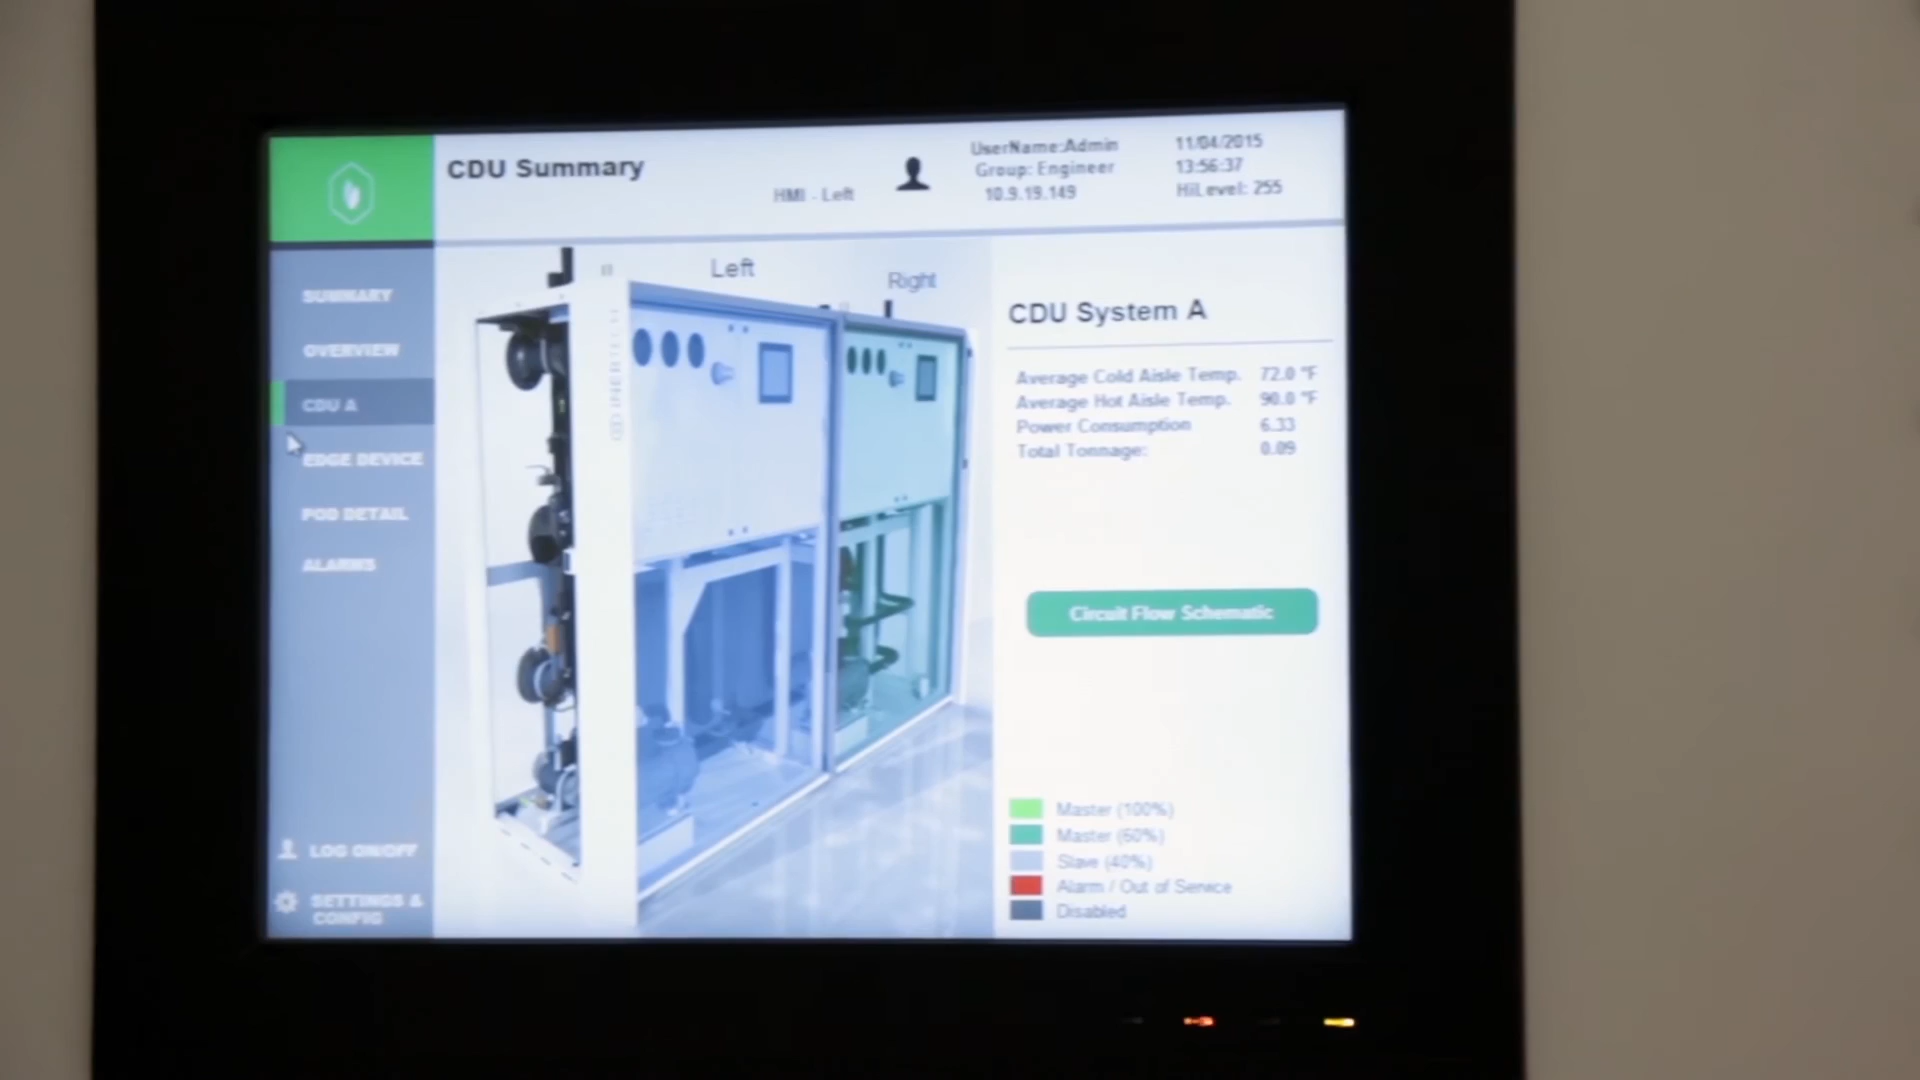 CDU Summary
HMI - Left
UserName:Admin
Group: Engineer
10.9.19.149
11/04/2015
13:56:37
HiLevel: 255
SUMMARY
OVERVIEW
CDU A
EDGE DEVICE
POD DETAIL
ALARMS
LOG ON/OFF
SETTINGS &
CONFIG
Left
Right
INERTECH
CDU System A
Average Cold Aisle Temp. 72.0 °F
Average Hot Aisle Temp. 90.0 °F
Power Consumption 6.33
Total Tonnage: 0.09
Circuit Flow Schematic
Master (100%)
Master (60%)
Slave (40%)
Alarm / Out of Service
Disabled